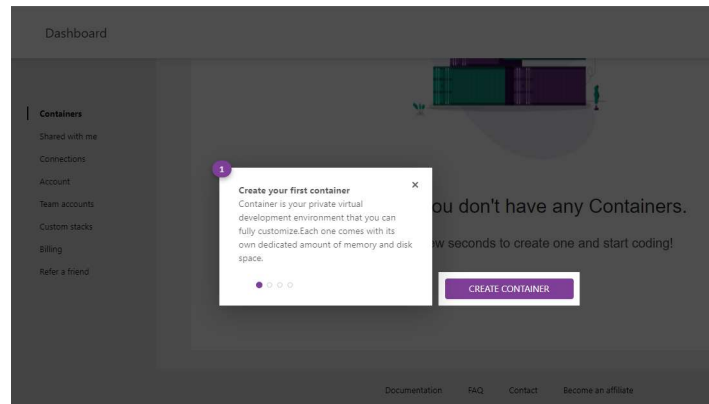 Dashboard
Containers
Shared with me
Connections
Account
Team accounts
Custom stacks
Billing
Refer a friend
1
Create your first container
×
Container is your private virtual
development environment that you can
fully customize.Each one comes with its
own dedicated amount of memory and disk
space.
ou don't have any Containers.
ow seconds to create one and start coding!
CREATE CONTAINER
Documentation FAQ Contact Become an affiliate